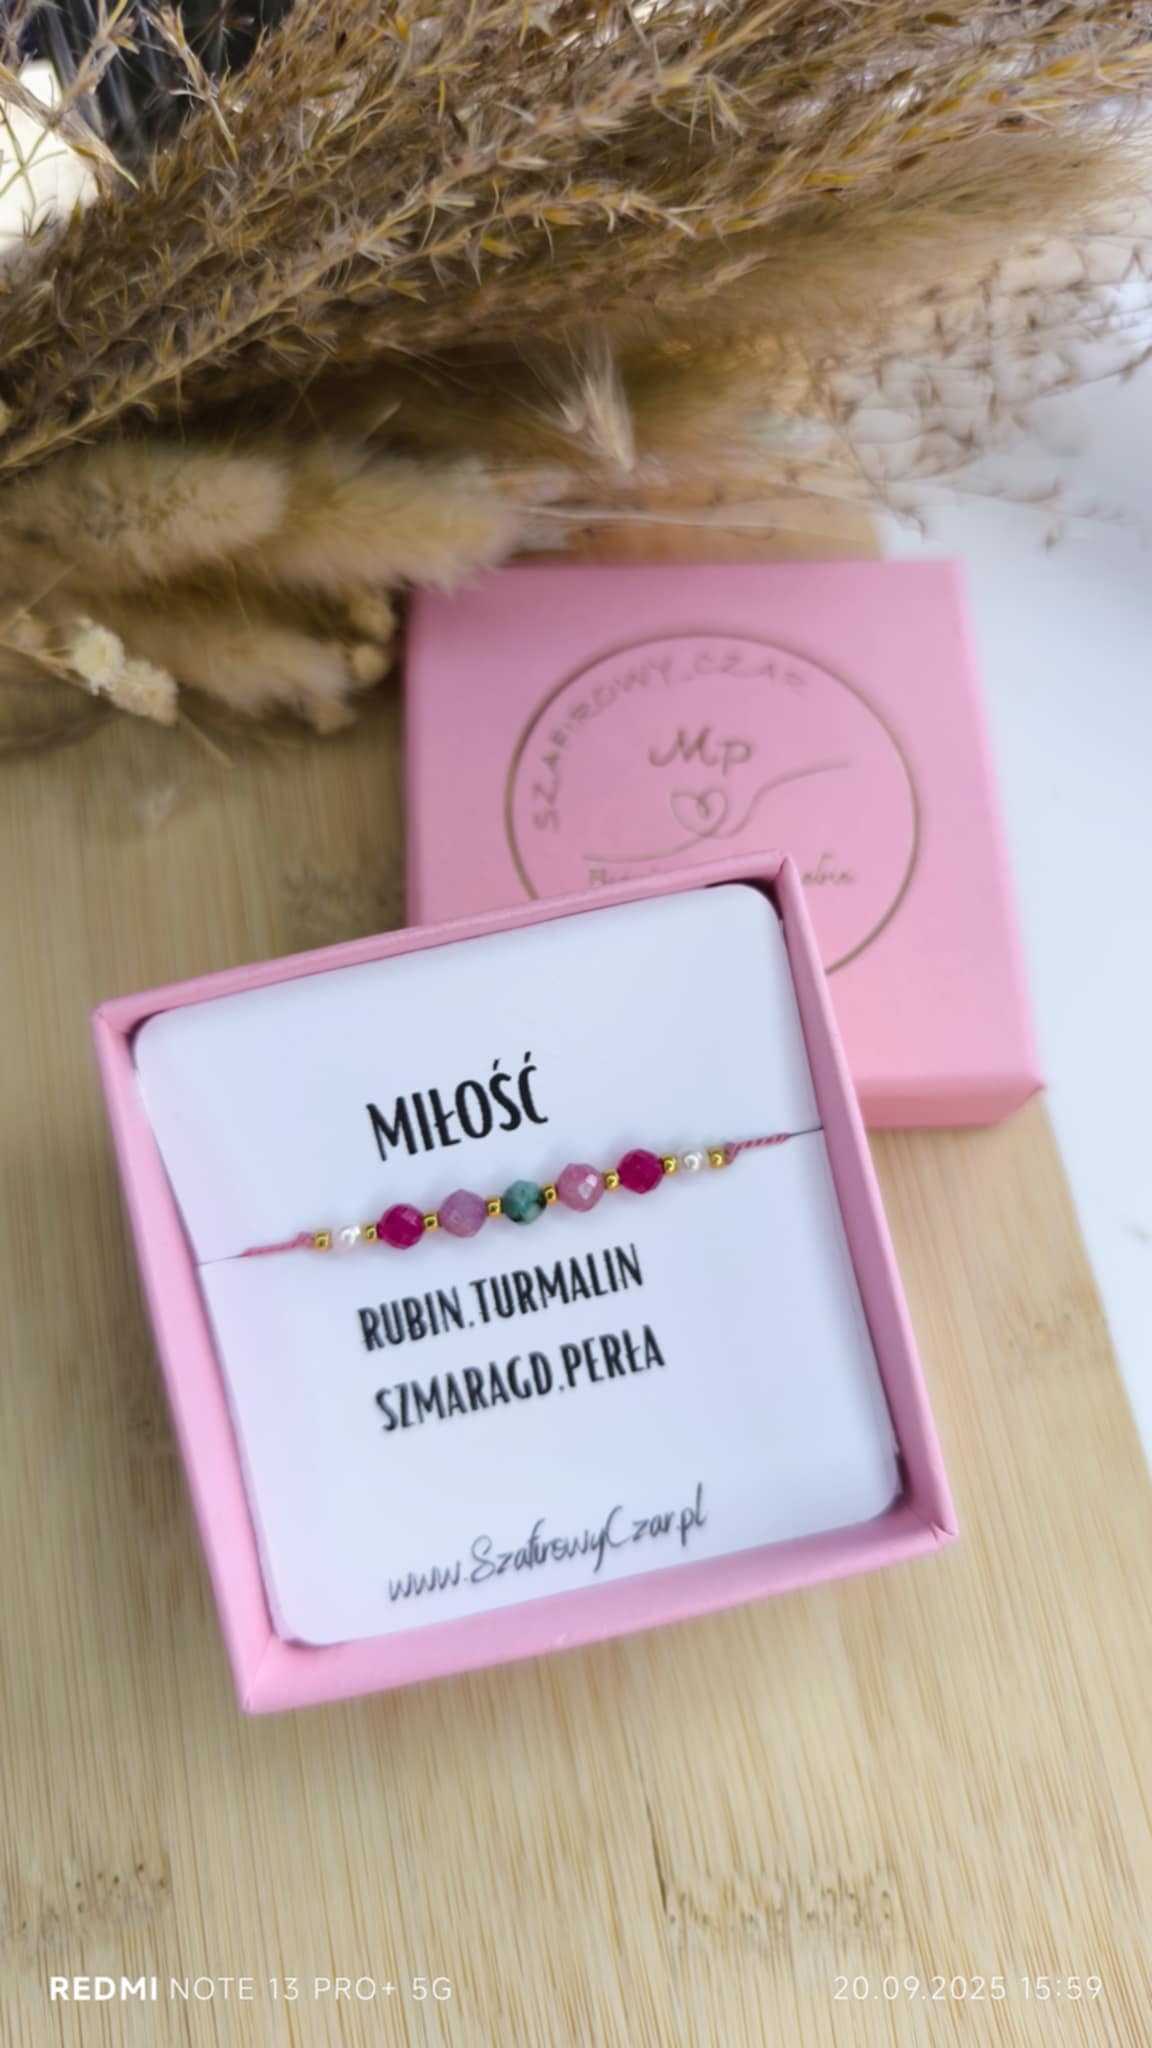 SZAFIROWY_CZAR
Mp
MIŁOŚĆ
RUBIN.TURMALIN
SZMARAGD.PERŁA
www.SzafirowyCzar.pl
REDMI NOTE 13 PRO+ 5G
20.09.2025 15:59